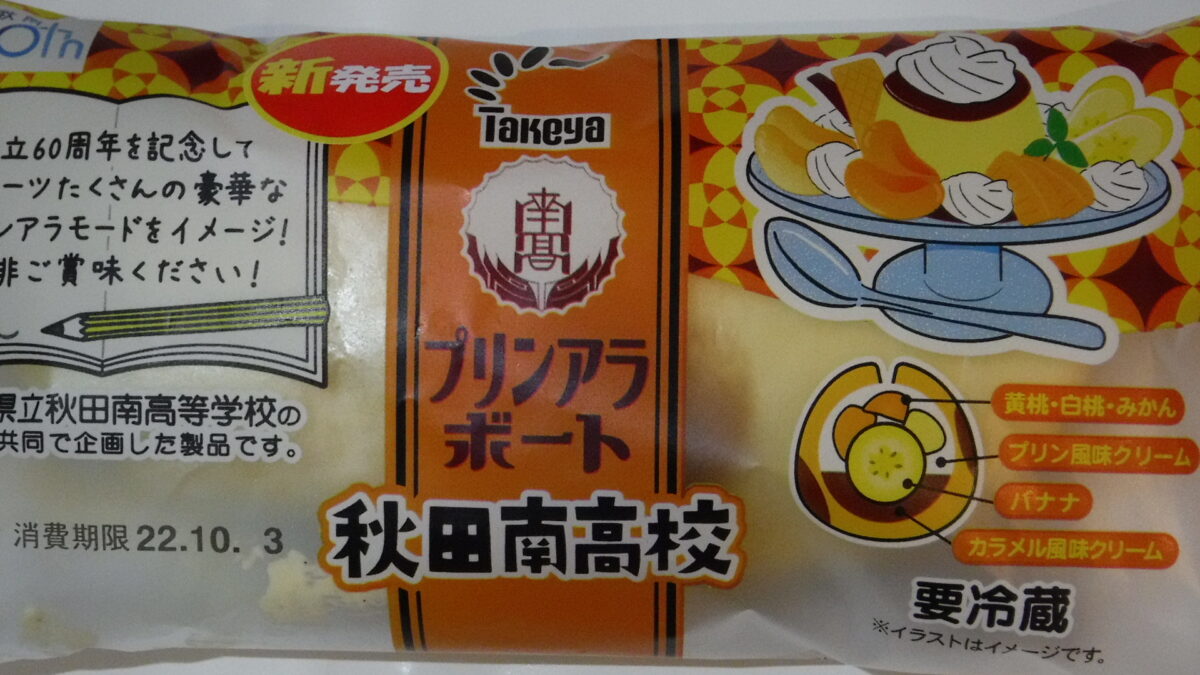 新発売
Takeya
立60周年を記念して
ーツたくさんの豪華な
ンアラモードをイメージ!
非ご賞味ください!
南高
プリンアラ
ボート
県立秋田南高等学校の
共同で企画した製品です。
消費期限 22.10. 3
秋田南高校
黄桃・白桃・みかん
プリン風味クリーム
バナナ
カラメル風味クリーム
要冷蔵
※イラストはイメージです。